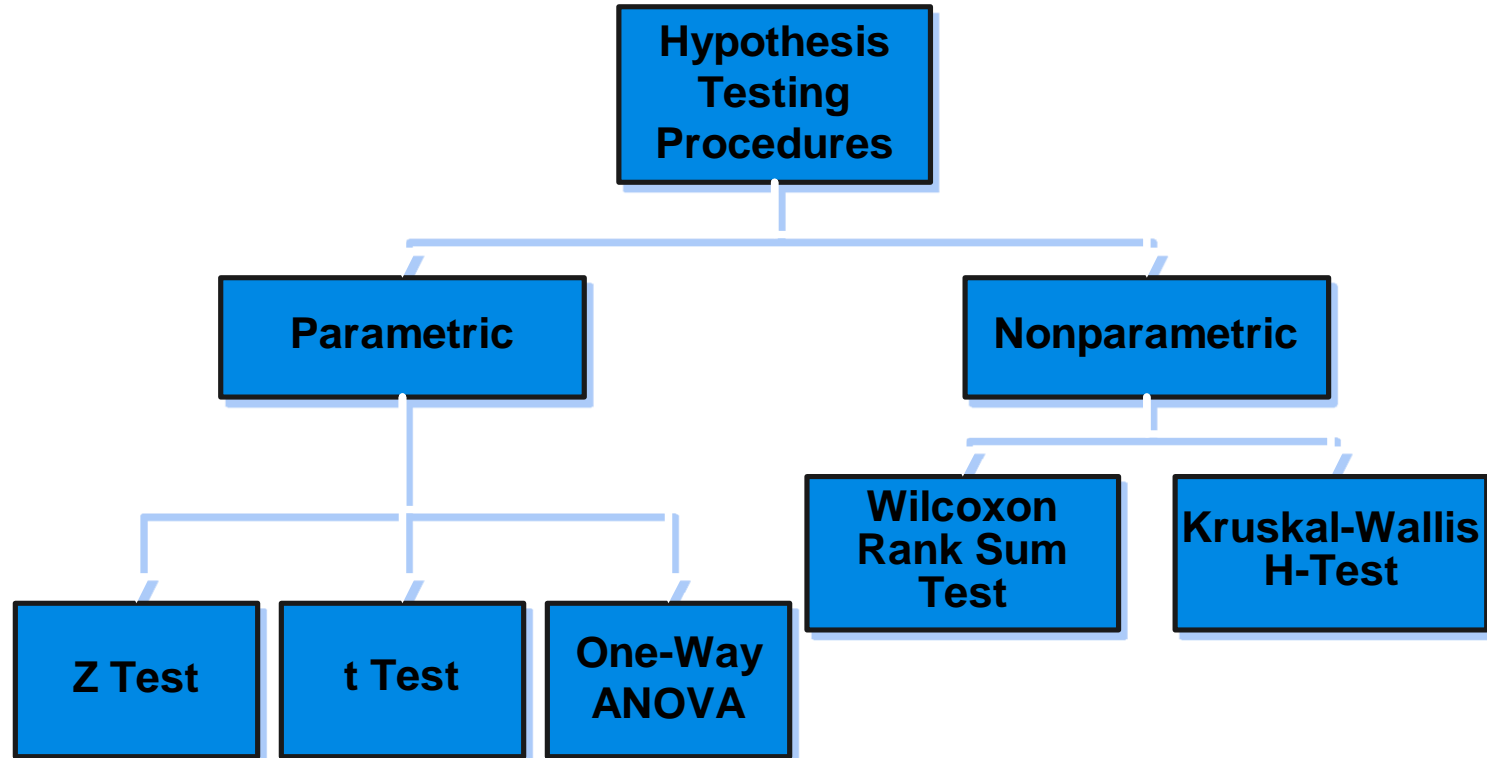 Hypothesis
Testing
Procedures
Parametric
Nonparametric
Wilcoxon
Rank Sum
Test
Kruskal-Wallis
H-Test
Z Test
t Test
One-Way
ANOVA